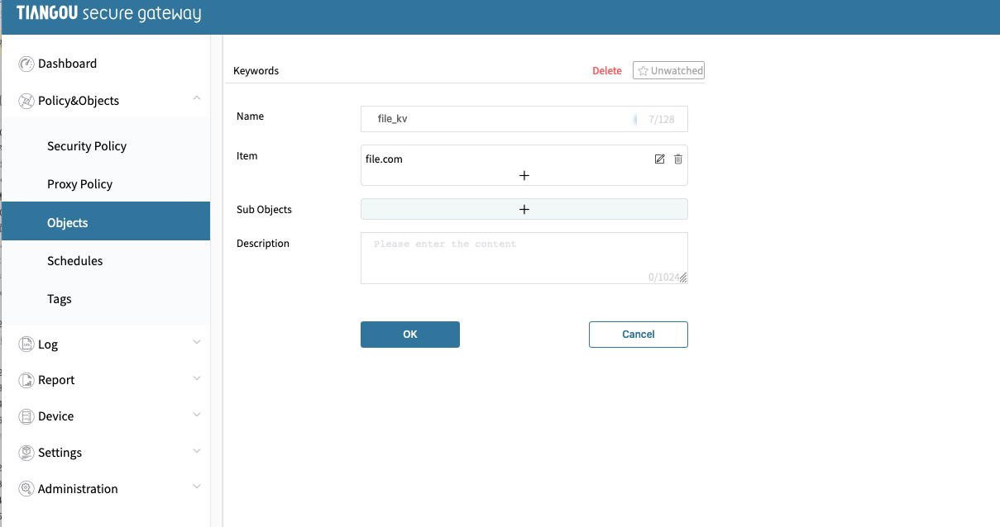 TIANGOU secure gateway
Dashboard
Policy&Objects
Security Policy
Proxy Policy
Objects
Schedules
Tags
Log
Report
Device
Settings
Administration
Keywords
Delete
Unwatched
Name
file_kv
7/128
Item
file.com
Sub Objects
Description
Please enter the content
0/1024
OK
Cancel